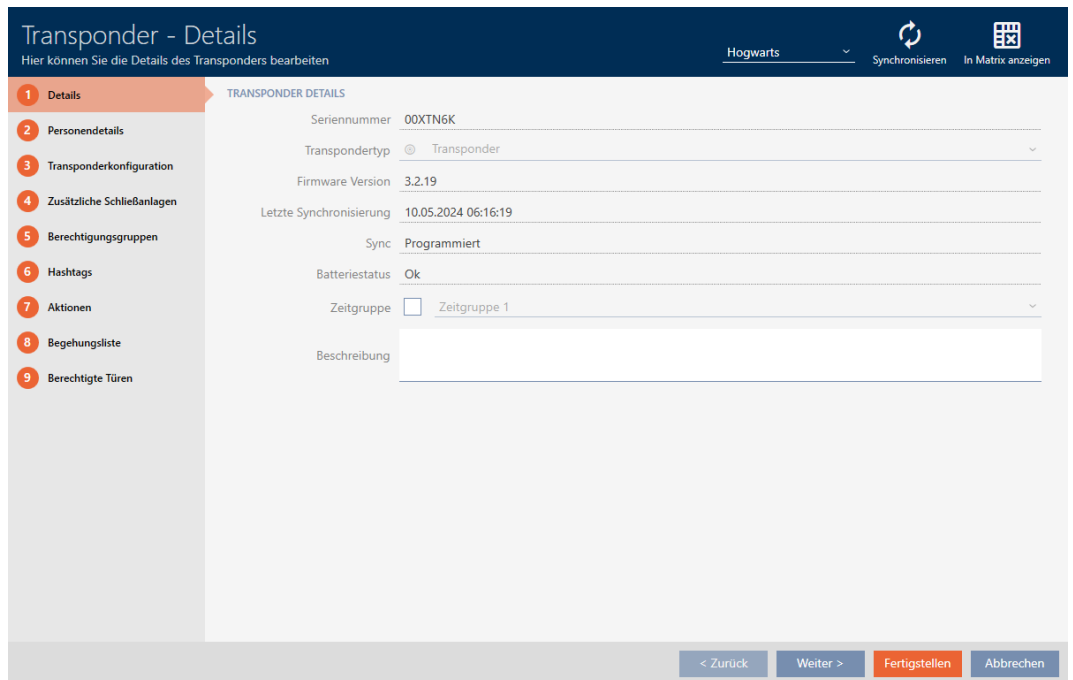 Transponder - Details
Hier können Sie die Details des Transponders bearbeiten
Hogwarts
Synchronisieren
In Matrix anzeigen
1 Details
2 Personendetails
3 Transponderkonfiguration
4 Zusätzliche Schließanlagen
5 Berechtigungsgruppen
6 Hashtags
7 Aktionen
8 Begehungsliste
9 Berechtigte Türen
TRANSPONDER DETAILS
Seriennummer 00XTN6K
Transpondertyp Transponder
Firmware Version 3.2.19
Letzte Synchronisierung 10.05.2024 06:16:19
Sync Programmiert
Batteriestatus Ok
Zeitgruppe Zeitgruppe 1
Beschreibung
< Zurück
Weiter >
Fertigstellen
Abbrechen